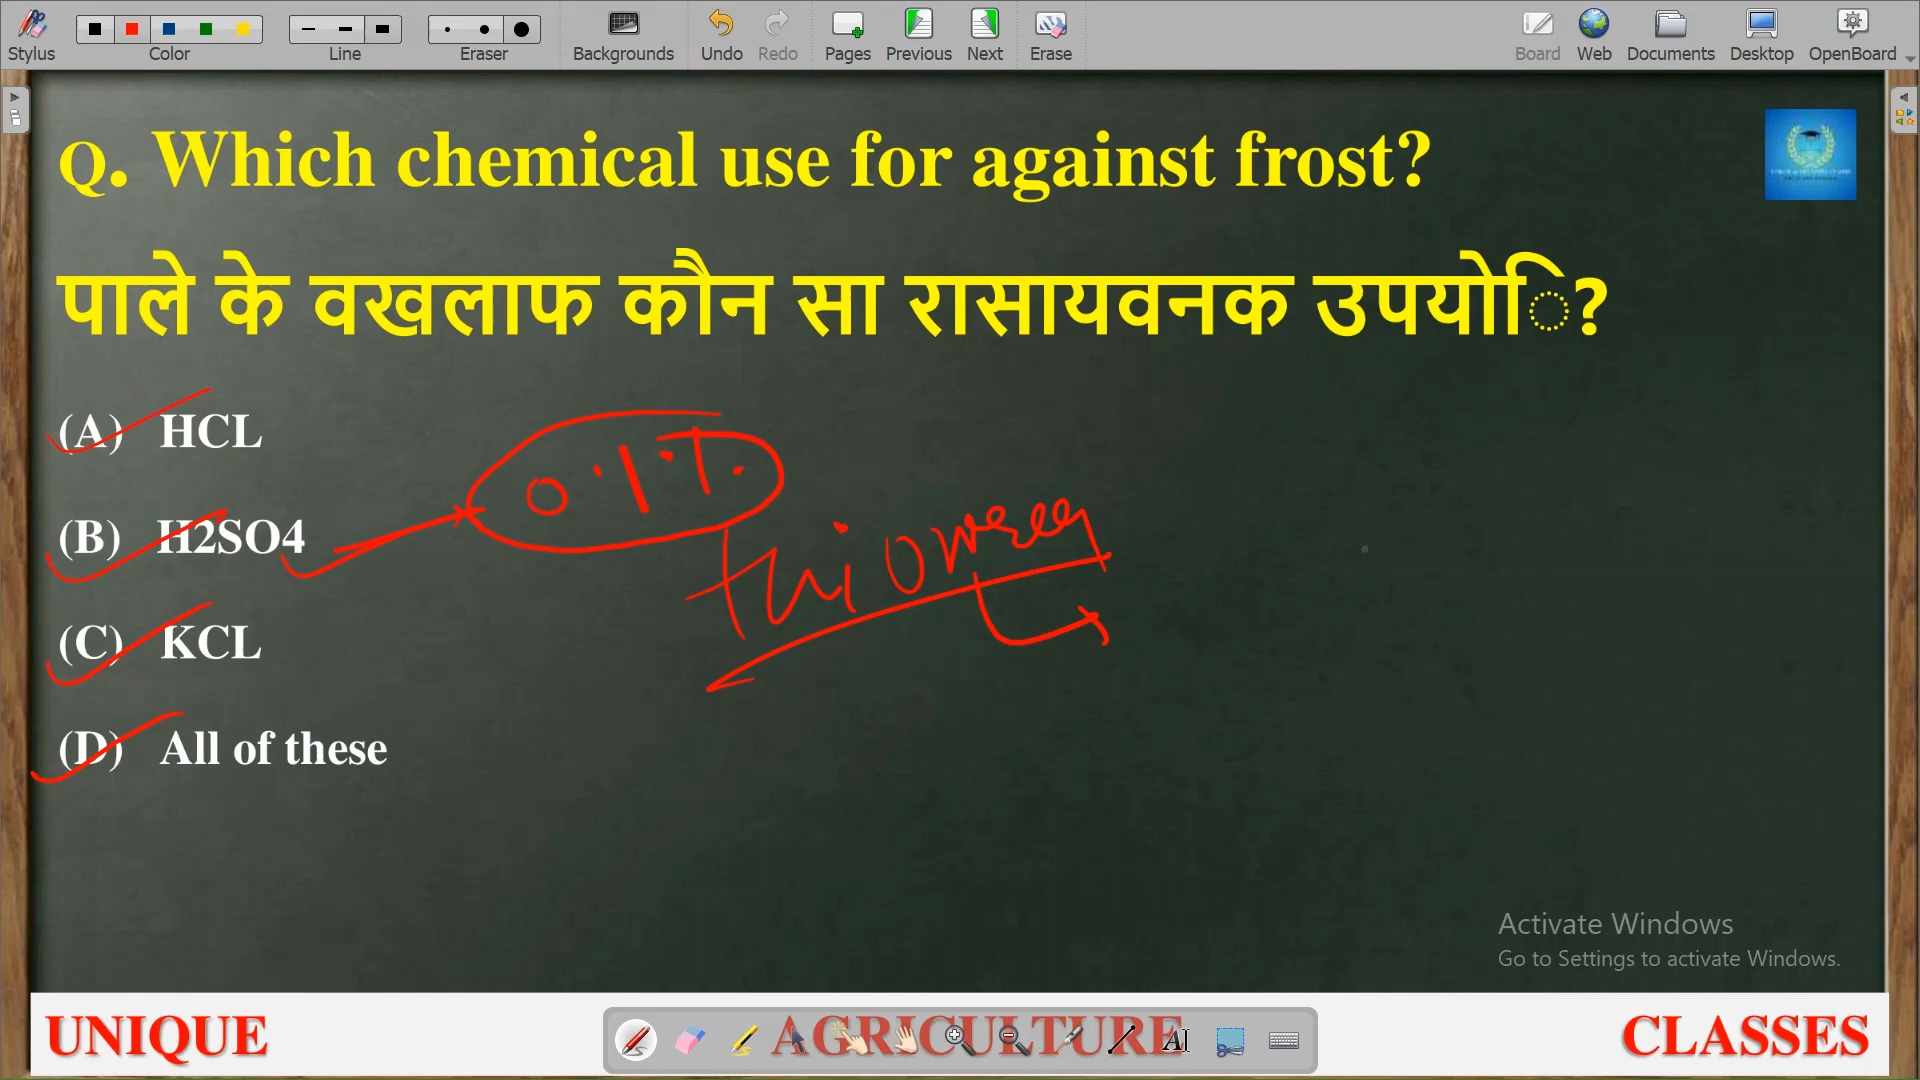 Stylus Color Line Eraser Backgrounds Undo Redo Pages Previous Next Erase Board Web Documents Desktop OpenBoard
Q. Which chemical use for against frost?
पाले के वखलाफ कौन सा रासायवनक उपयोि?
(A) HCL
(B) H2SO4
(C) KCL
(D) All of these
0.1%.
thiourea
Activate Windows
Go to Settings to activate Windows.
UNIQUE AGRICULTURE CLASSES